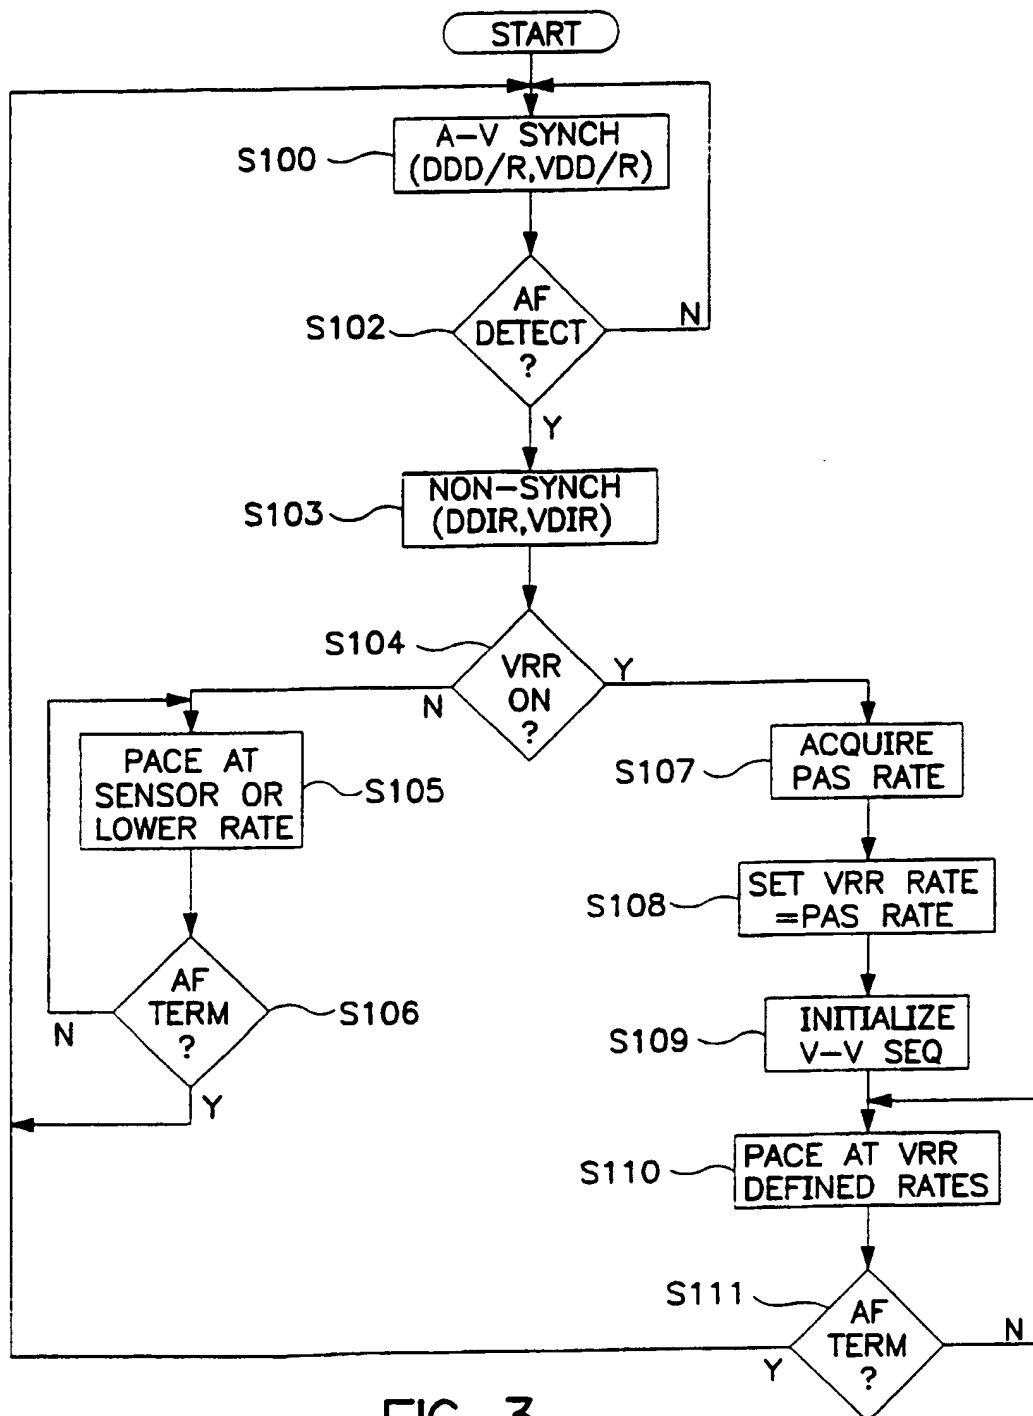 START
A-V SYNCH
(DDD/R,VDD/R)
S100
AF
DETECT
?
S102
N
Y
NON-SYNCH
(DDIR,VDIR)
S103
S104
VRR
ON
?
N
Y
PACE AT
SENSOR OR
LOWER RATE
S105
AF
TERM
?
S106
N
Y
ACQUIRE
PAS RATE
S107
SET VRR RATE
=PAS RATE
S108
INITIALIZE
V-V SEQ
S109
PACE AT VRR
DEFINED RATES
S110
S111
AF
TERM
?
N
Y
FIG. 3